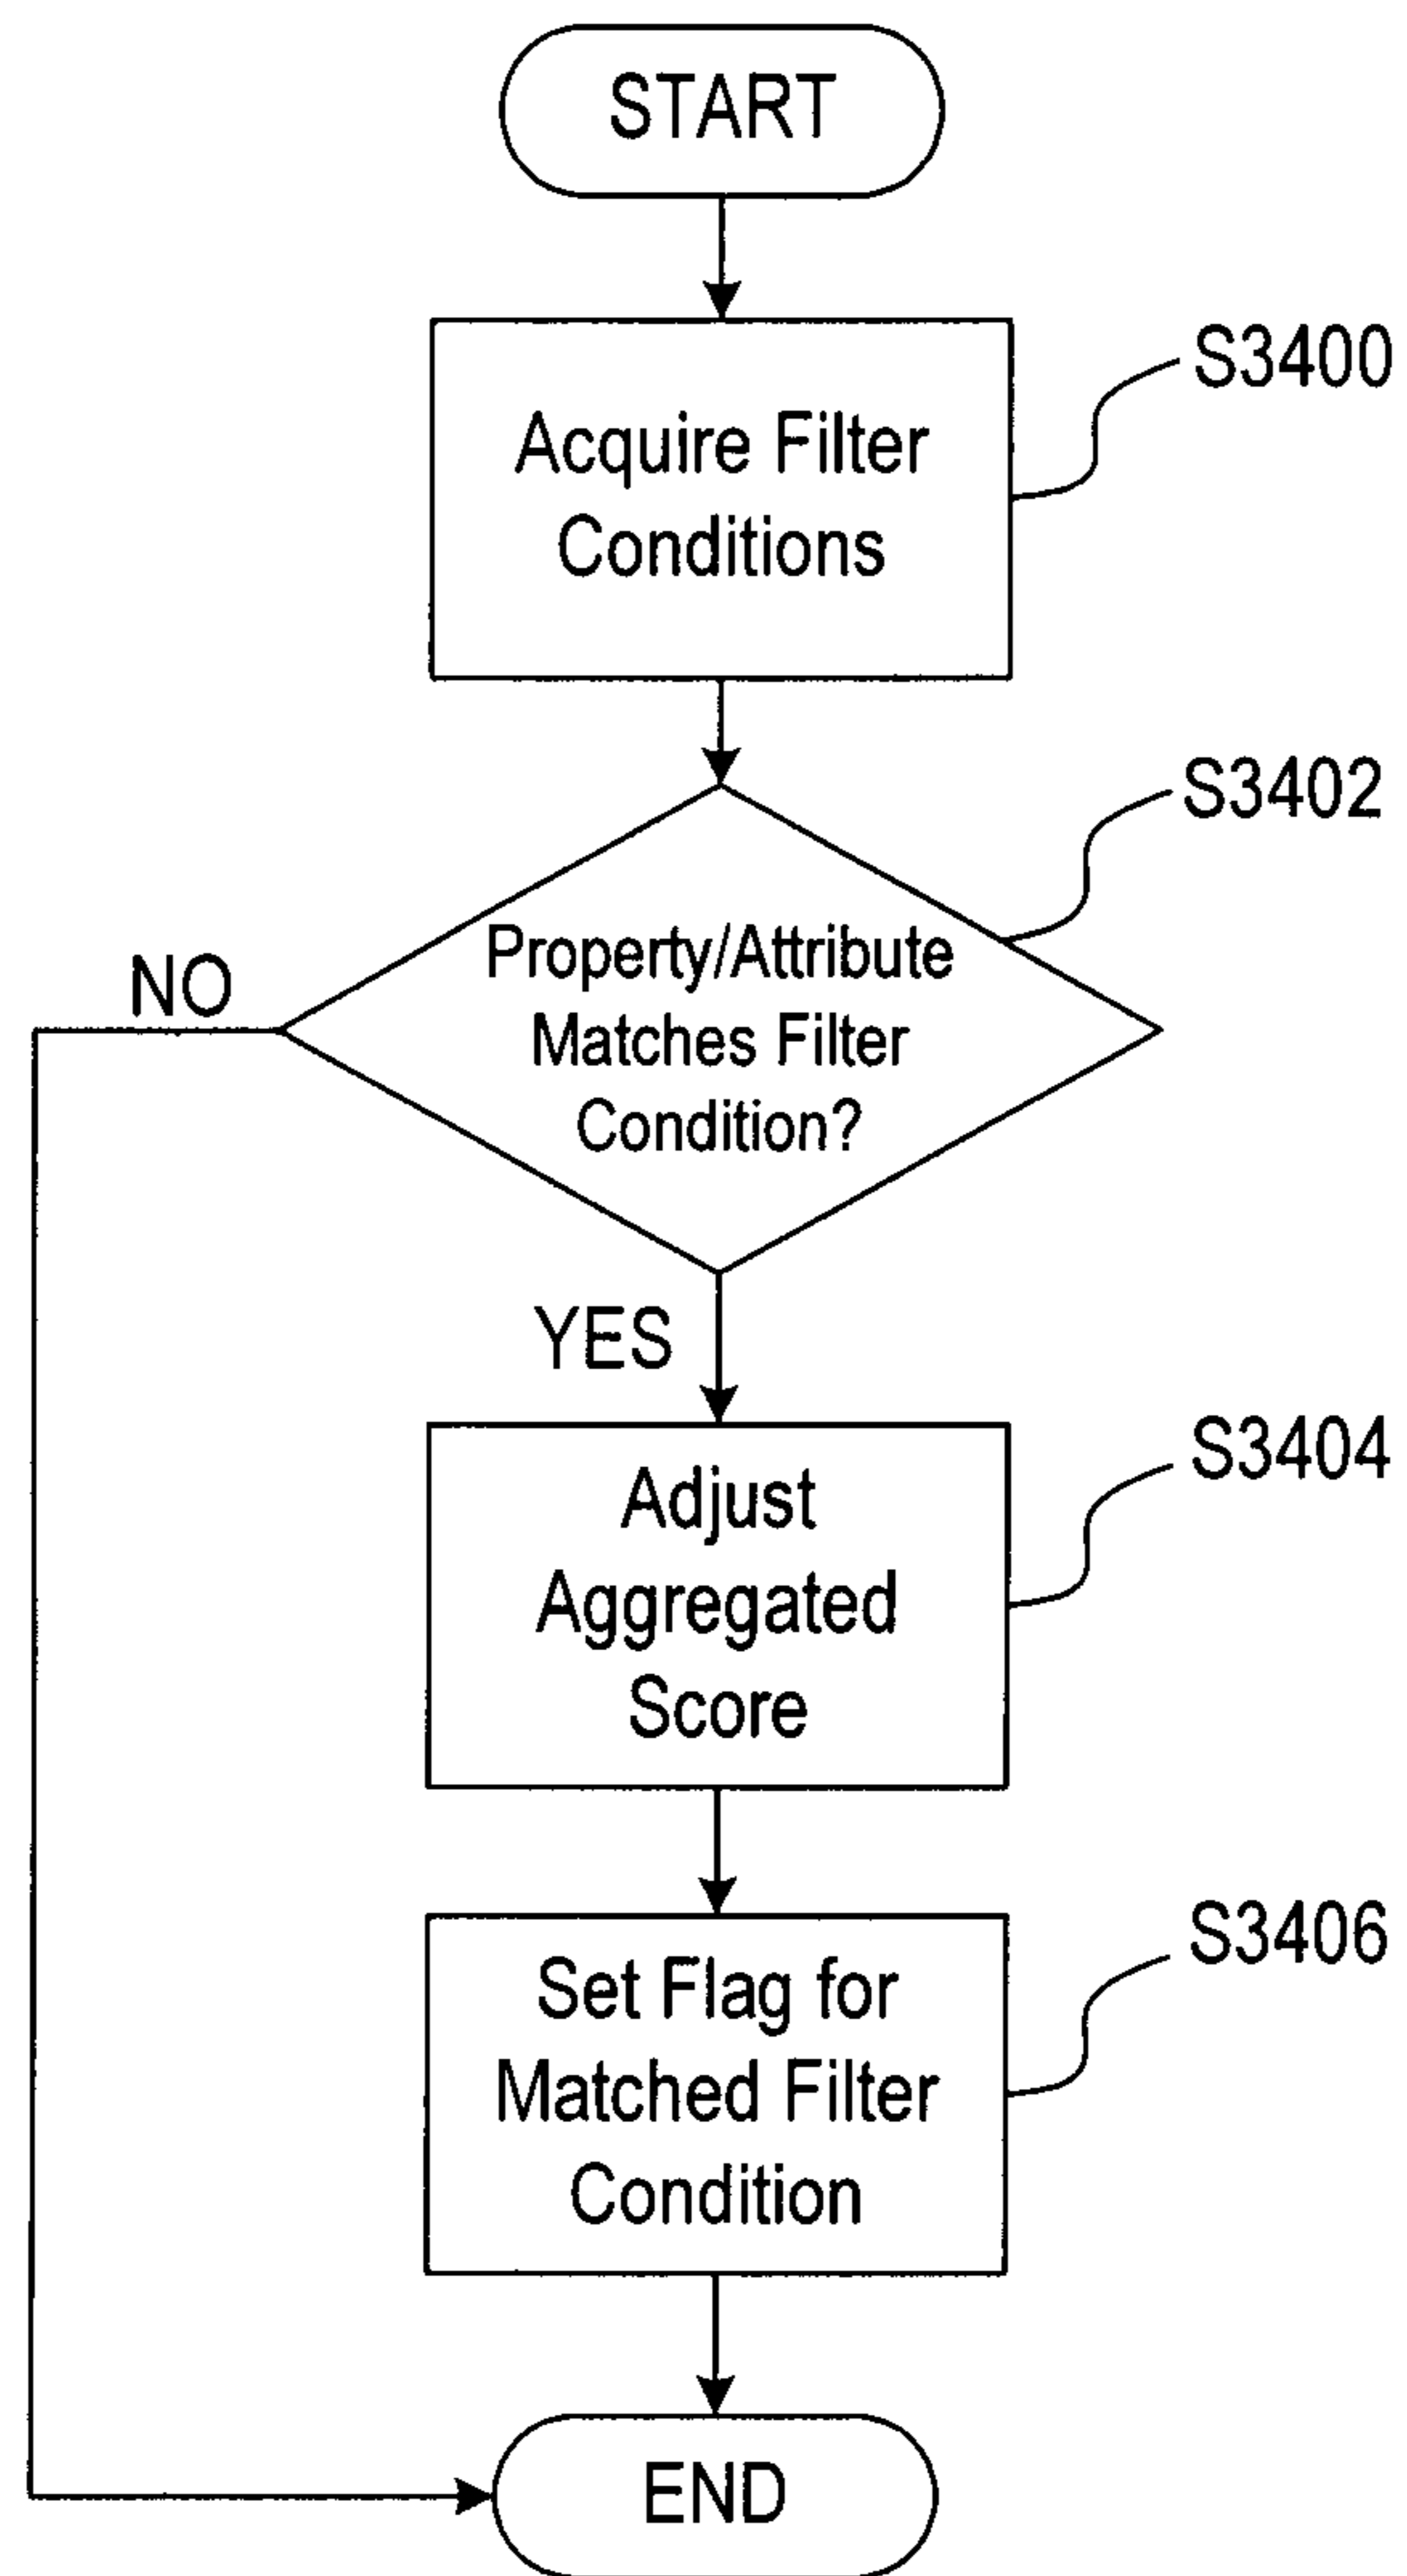 START
Acquire Filter
Conditions
S3400
Property/Attribute
Matches Filter
Condition?
S3402
NO
YES
Adjust
Aggregated
Score
S3404
Set Flag for
Matched Filter
Condition
S3406
END